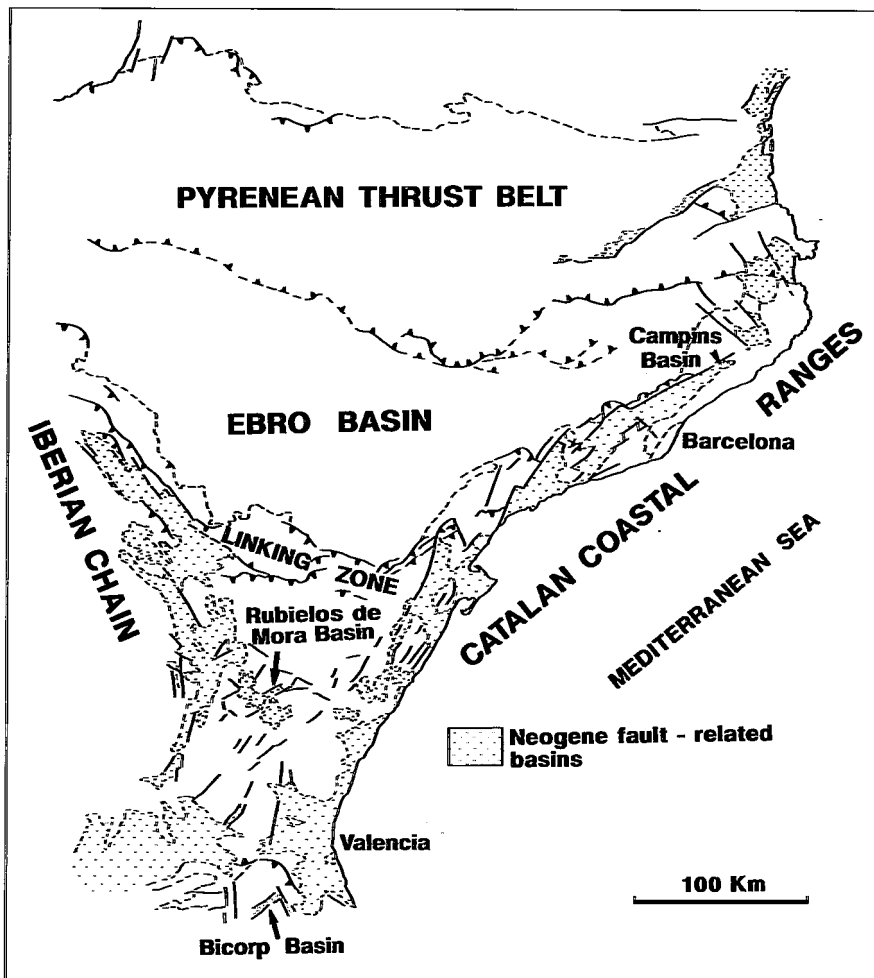 PYRENEAN THRUST BELT
Campins
Basin
RANGES
EBRO BASIN
Barcelona
IBERIAN CHAIN
LINKING ZONE
CATALAN COASTAL
MEDITERRANEAN SEA
Rubielos de
Mora Basin
Neogene fault - related
basins
Valencia
100 Km
Bicorp Basin